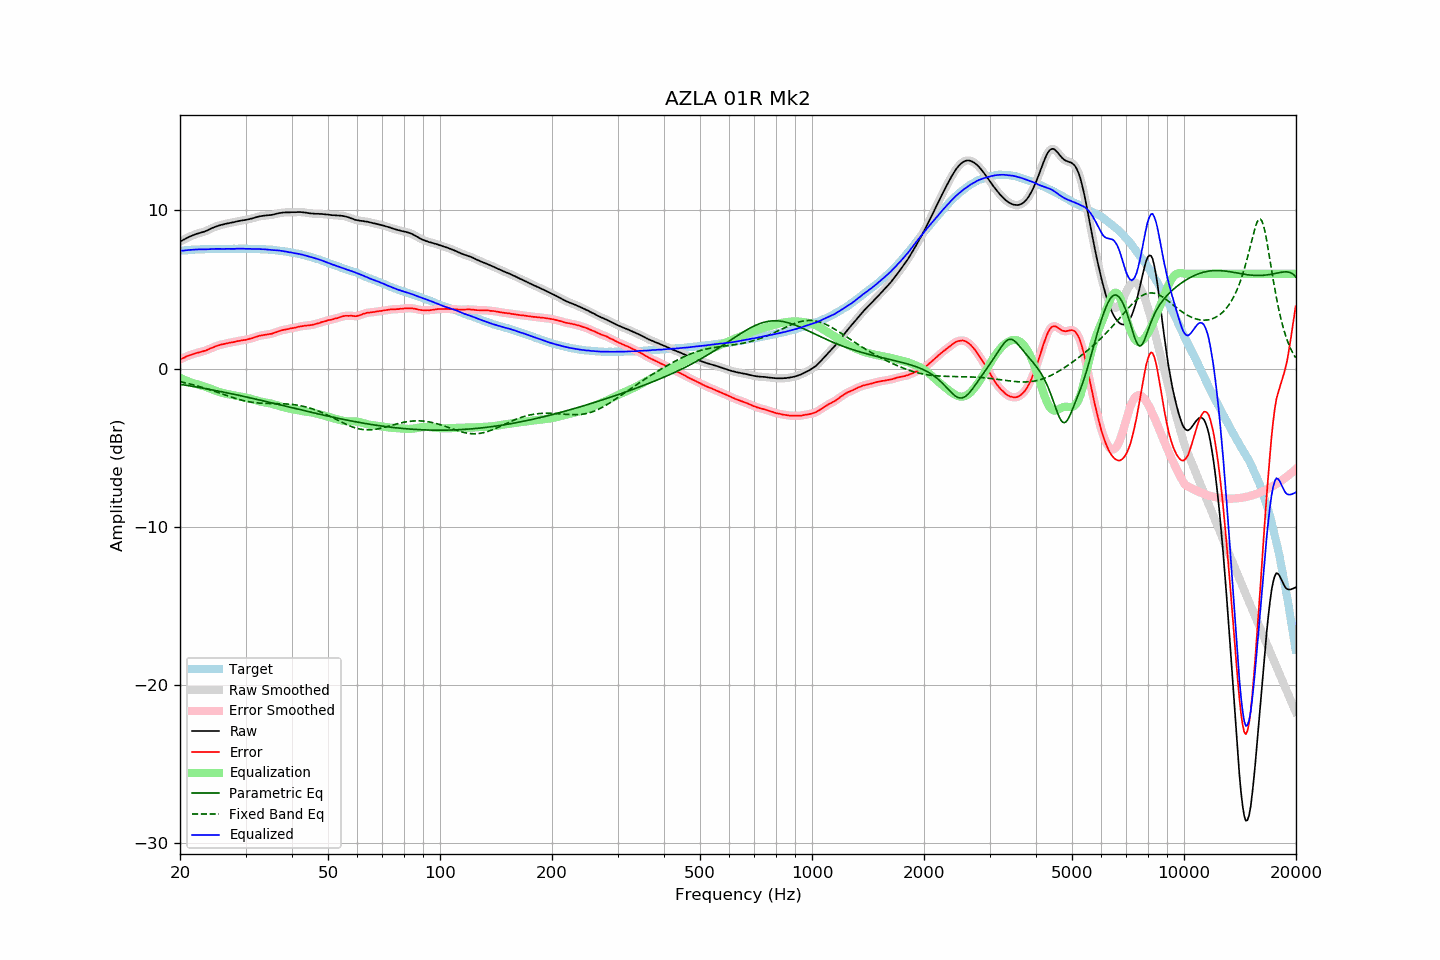 AZLA 01R Mk2
Amplitude (dBr)
10
0
−10
−20
−30
Target
Raw Smoothed
Error Smoothed
Raw
Error
Equalization
Parametric Eq
Fixed Band Eq
Equalized
20 50 100 200 500 1000 2000 5000 10000 20000
Frequency (Hz)